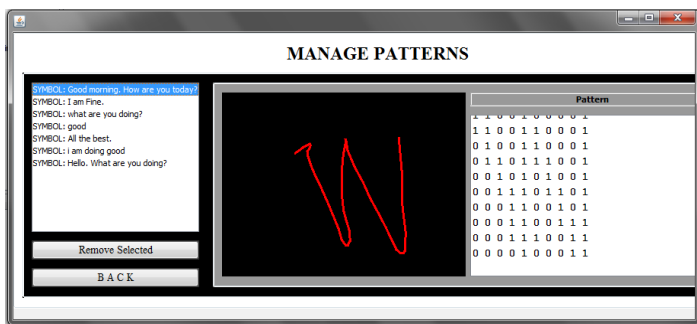 MANAGE PATTERNS
SYMBOL: Good morning. How are you today?
SYMBOL: I am Fine.
SYMBOL: what are you doing?
SYMBOL: good
SYMBOL: All the best.
SYMBOL: i am doing good
SYMBOL: Hello. What are you doing?
Remove Selected
B A C K
Pattern
1 1 0 0 1 1 0 0 0 1
0 1 0 0 1 1 0 0 0 1
0 1 1 0 1 1 1 0 0 1
0 0 1 0 1 0 1 0 0 1
0 0 1 1 1 0 1 1 0 1
0 0 0 1 1 0 0 1 0 1
0 0 0 1 1 0 0 1 1 1
0 0 0 1 1 1 0 0 1 1
0 0 0 0 1 0 0 0 1 1